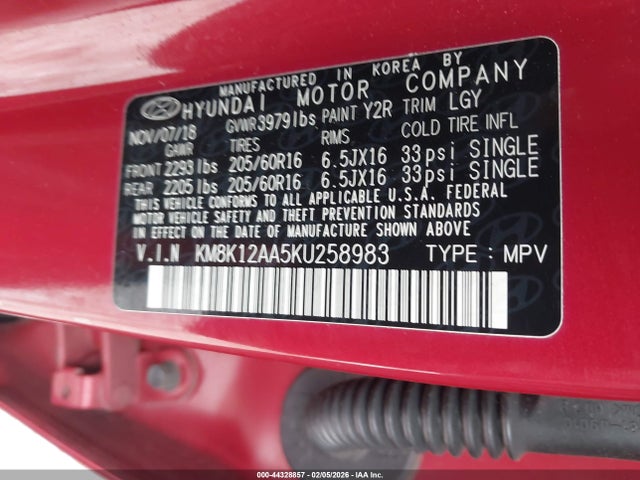 MANUFACTURED IN KOREA BY
HYUNDAI MOTOR COMPANY
NOV/07/18 GVWR 3979lbs PAINT Y2R TRIM LGY
GAWR TIRES RIMS COLD TIRE INFL
FRONT 2293lbs 205/60R16 6.5JX16 33psi SINGLE
REAR 2205lbs 205/60R16 6.5JX16 33psi SINGLE
THIS VEHICLE CONFORMS TO ALL APPLICABLE U.S.A. FEDERAL
MOTOR VEHICLE SAFETY, BUMPER, AND THEFT PREVENTION STANDARDS
IN EFFECT ON THE DATE OF MANUFACTURE SHOWN ABOVE
V.I.N KM8K12AA5KU258983 TYPE : MPV
000-44328857 - 02/05/2026 - IAA Inc.